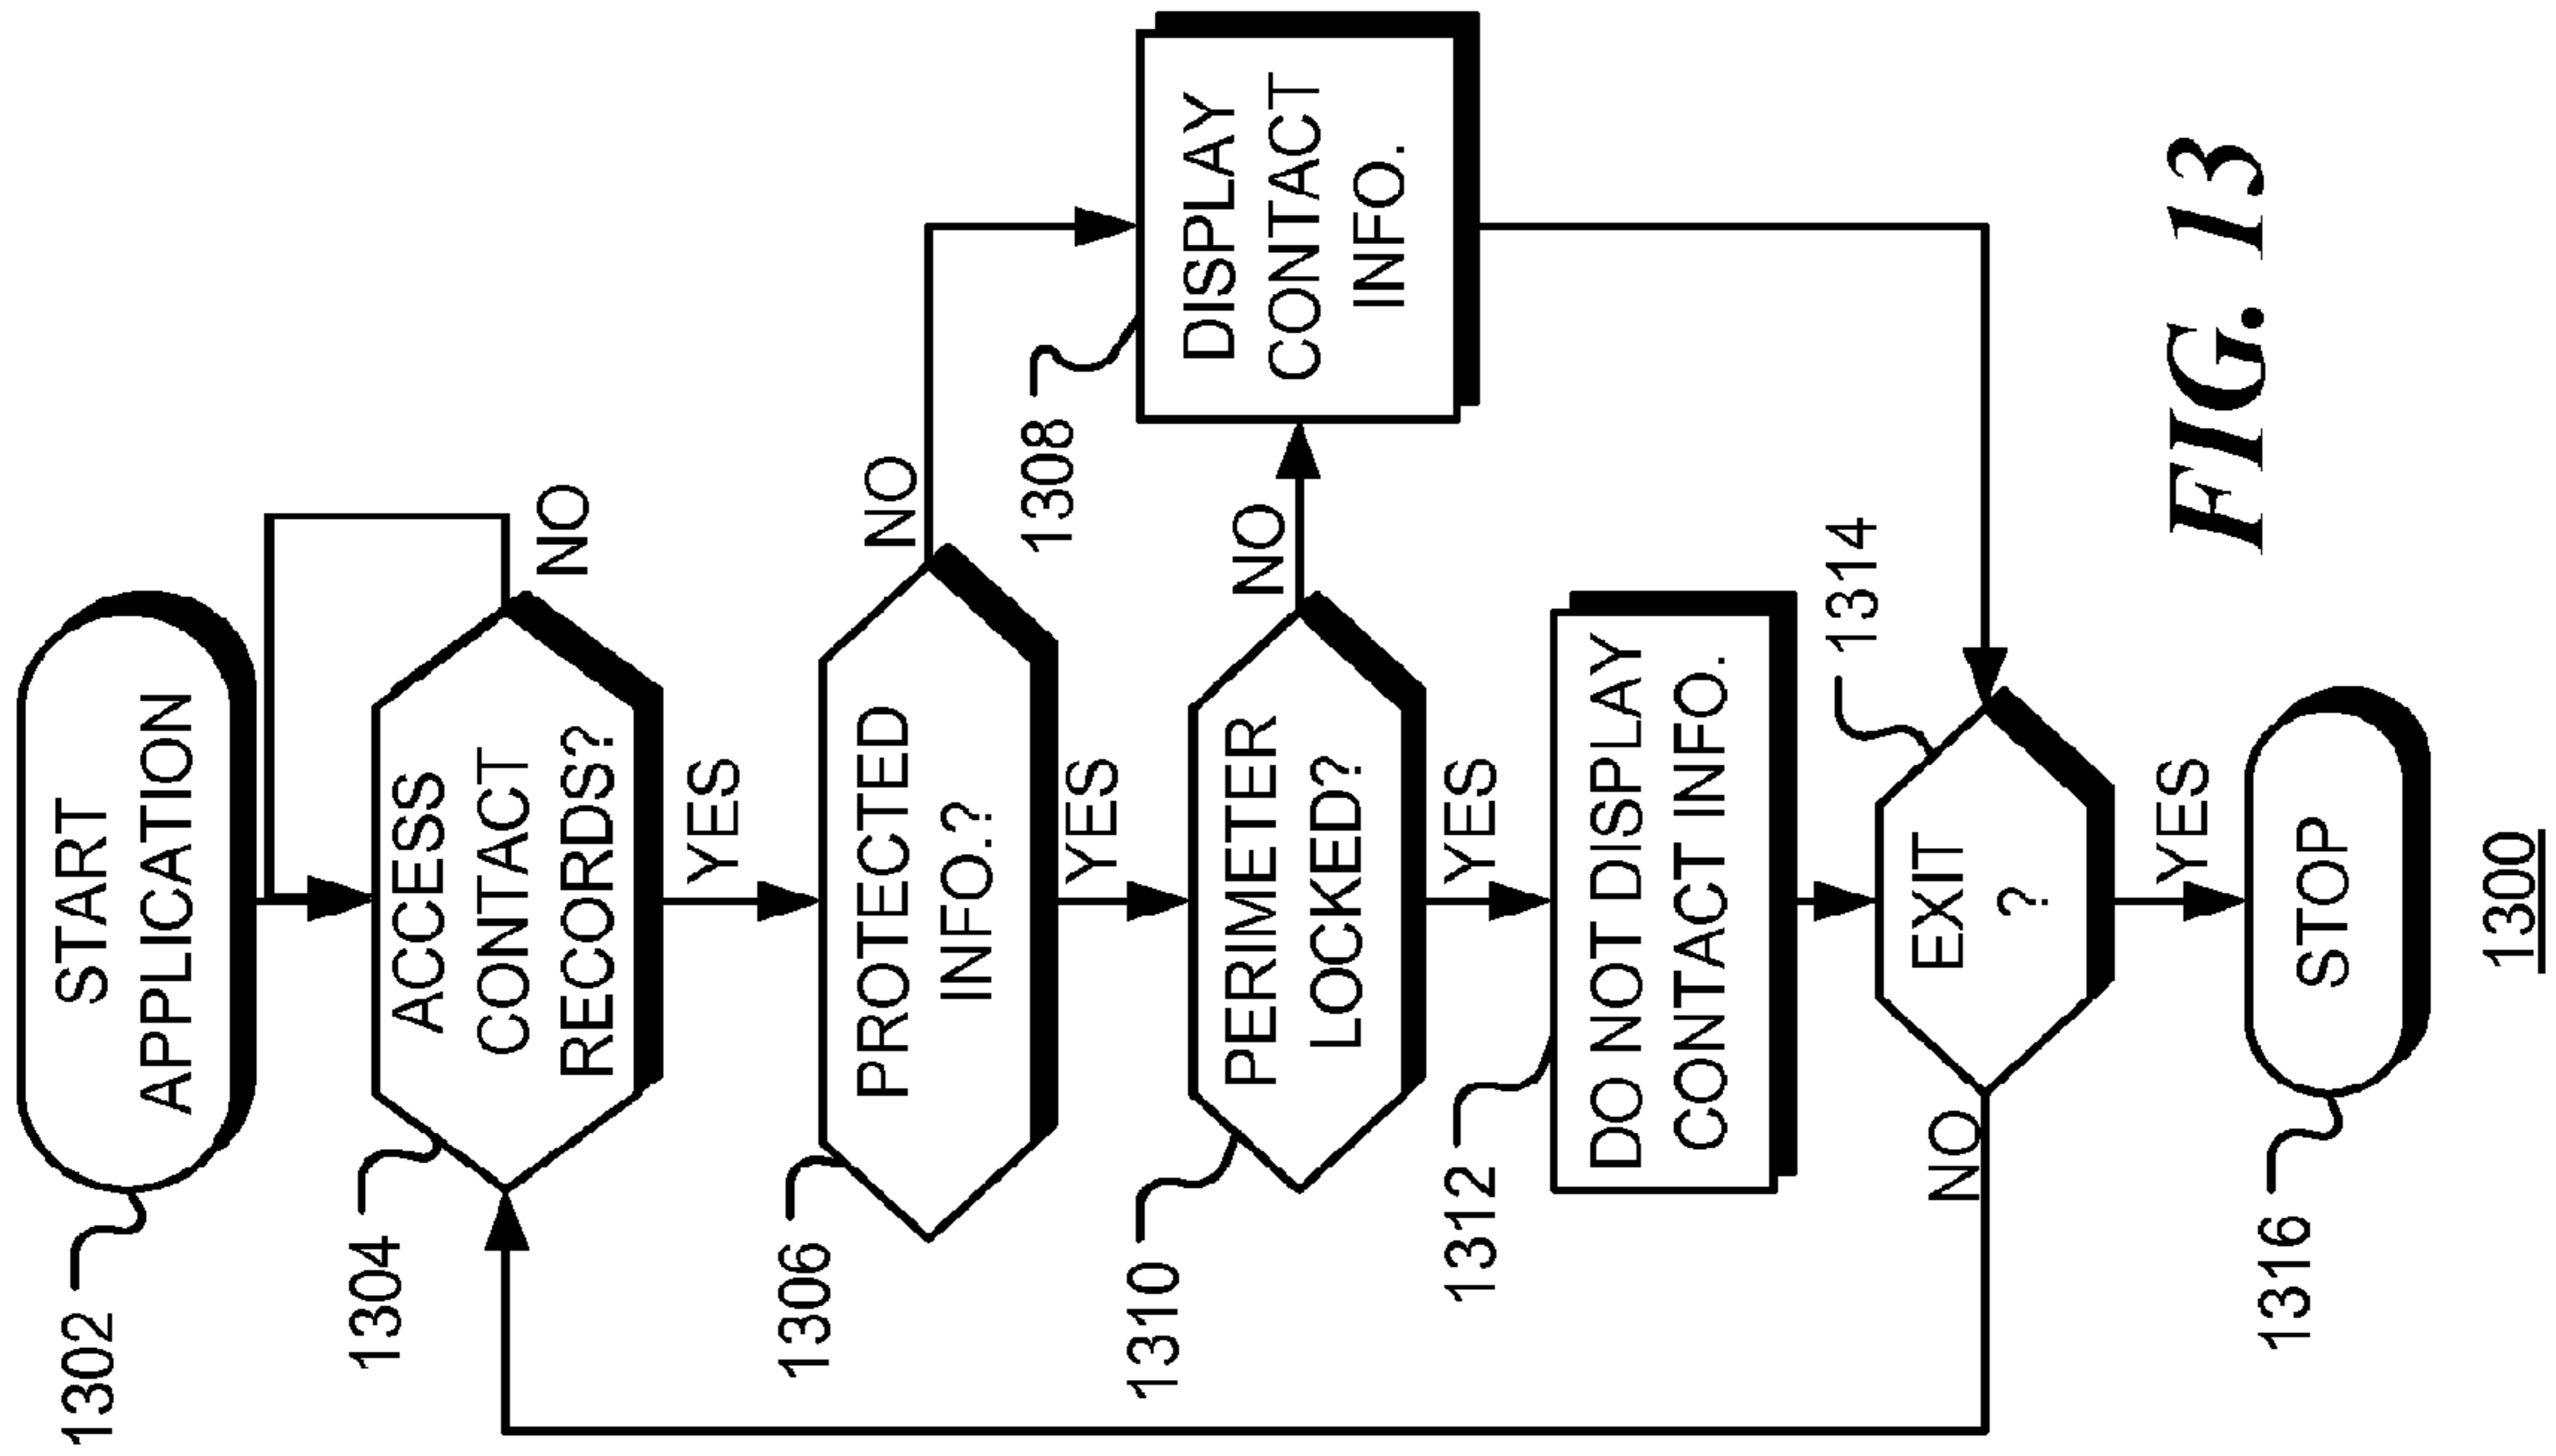 START
APPLICATION
1302
ACCESS
CONTACT
RECORDS?
1304
NO
YES
PROTECTED
INFO.?
1306
NO
YES
PERIMETER
LOCKED?
1310
NO
1308
DISPLAY
CONTACT
INFO.
YES
DO NOT DISPLAY
CONTACT INFO.
1312
EXIT
?
1314
NO
YES
STOP
1316
1300
FIG. 13